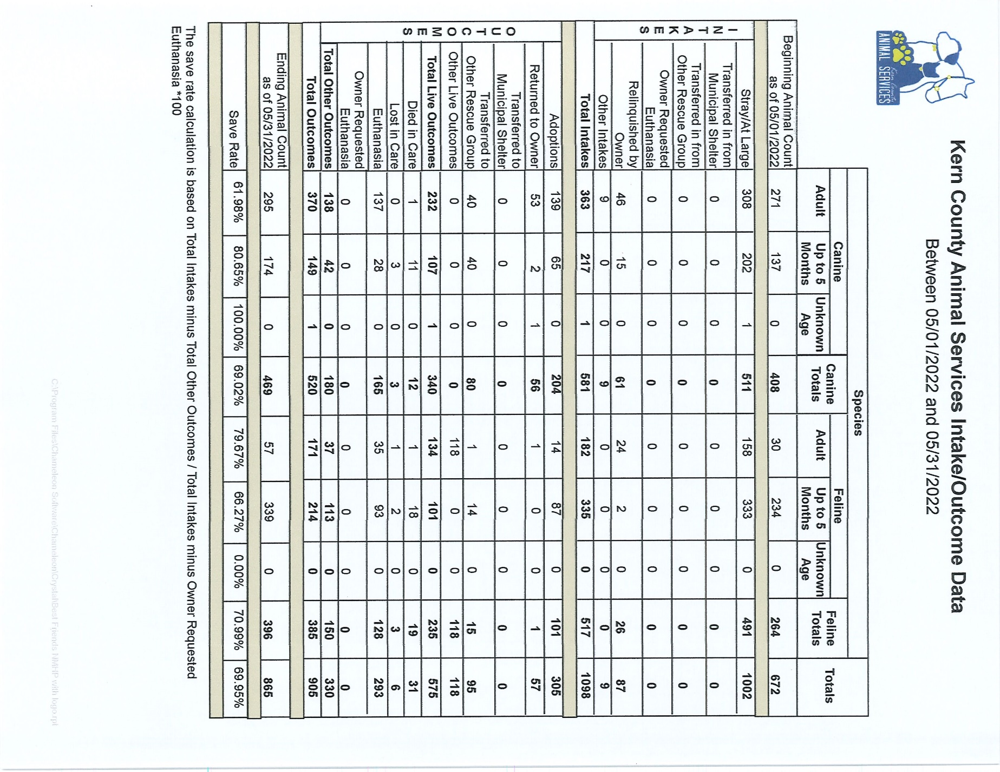 Kern County
ANIMAL SERVICES
Kern County Animal Services Intake/Outcome Data
Between 05/01/2022 and 05/31/2022
Species
Canine Canine Totals Feline Feline Totals Totals
Adult Up to 5 Months Unknown Age Adult Up to 5 Months Unknown Age
Beginning Animal Count
as of 05/01/2022 271 137 0 408 30 234 0 264 672
INTAKES
Stray/At Large 308 202 1 511 158 333 0 491 1002
Transferred in from
Municipal Shelter 0 0 0 0 0 0 0 0 0
Transferred in from
Other Rescue Group 0 0 0 0 0 0 0 0 0
Owner Requested
Euthanasia 0 0 0 0 0 0 0 0 0
Relinquished by
Owner 46 15 0 61 24 2 0 26 87
Other Intakes 9 0 0 9 0 0 0 0 9
Total Intakes 363 217 1 581 182 335 0 517 1098
OUTCOMES
Adoptions 139 65 0 204 14 87 0 101 305
Returned to Owner 53 2 1 56 1 0 0 1 57
Transferred to
Municipal Shelter 0 0 0 0 0 0 0 0 0
Transferred to
Other Rescue Group 40 40 0 80 1 14 0 15 95
Other Live Outcomes 0 0 0 0 118 0 0 118 118
Total Live Outcomes 232 107 1 340 134 101 0 235 575
Died in Care 1 11 0 12 1 18 0 19 31
Lost in Care 0 3 0 3 1 2 0 3 6
Euthanasia 137 28 0 165 35 93 0 128 293
Owner Requested
Euthanasia 0 0 0 0 0 0 0 0 0
Total Other Outcomes 138 42 0 180 37 113 0 150 330
Total Outcomes 370 149 1 520 171 214 0 385 905
Ending Animal Count
as of 05/31/2022 295 174 0 469 57 339 0 396 865
Save Rate 61.98% 80.65% 100.00% 69.02% 79.67% 66.27% 0.00% 70.99% 69.95%
The save rate calculation is based on Total Intakes minus Total Other Outcomes / Total Intakes minus Owner Requested
Euthanasia *100
C:\Program Files\Chameleon Software\Chameleon\Crystal\Best Friends NMHP with logo.rpt